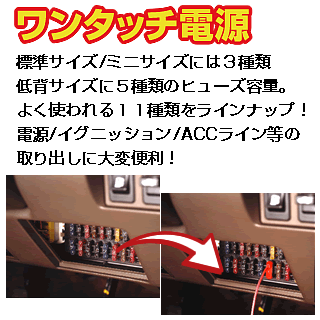 ワンタッチ電源
標準サイズ/ミニサイズには３種類
低背サイズに５種類のヒューズ容量。
よく使われる１１種類をラインナップ！
電源/イグニッション/ACCライン等の
取り出しに大変便利！